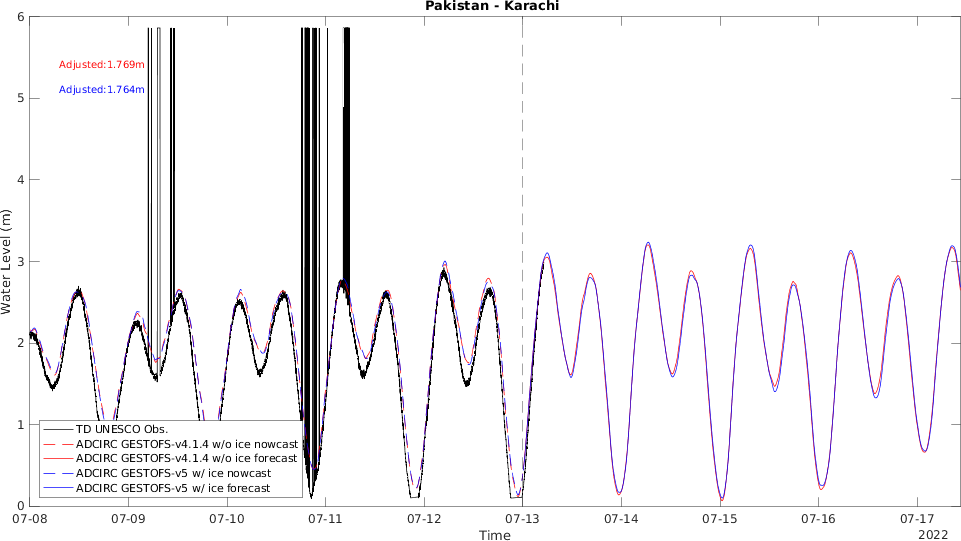 Pakistan - Karachi
6
5
4
3
2
1
0
Water Level (m)
Adjusted:1.769m
Adjusted:1.764m
TD UNESCO Obs.
ADCIRC GESTOFS-v4.1.4 w/o ice nowcast
ADCIRC GESTOFS-v4.1.4 w/o ice forecast
ADCIRC GESTOFS-v5 w/ ice nowcast
ADCIRC GESTOFS-v5 w/ ice forecast
07-08 07-09 07-10 07-11 07-12 07-13 07-14 07-15 07-16 07-17
Time
2022